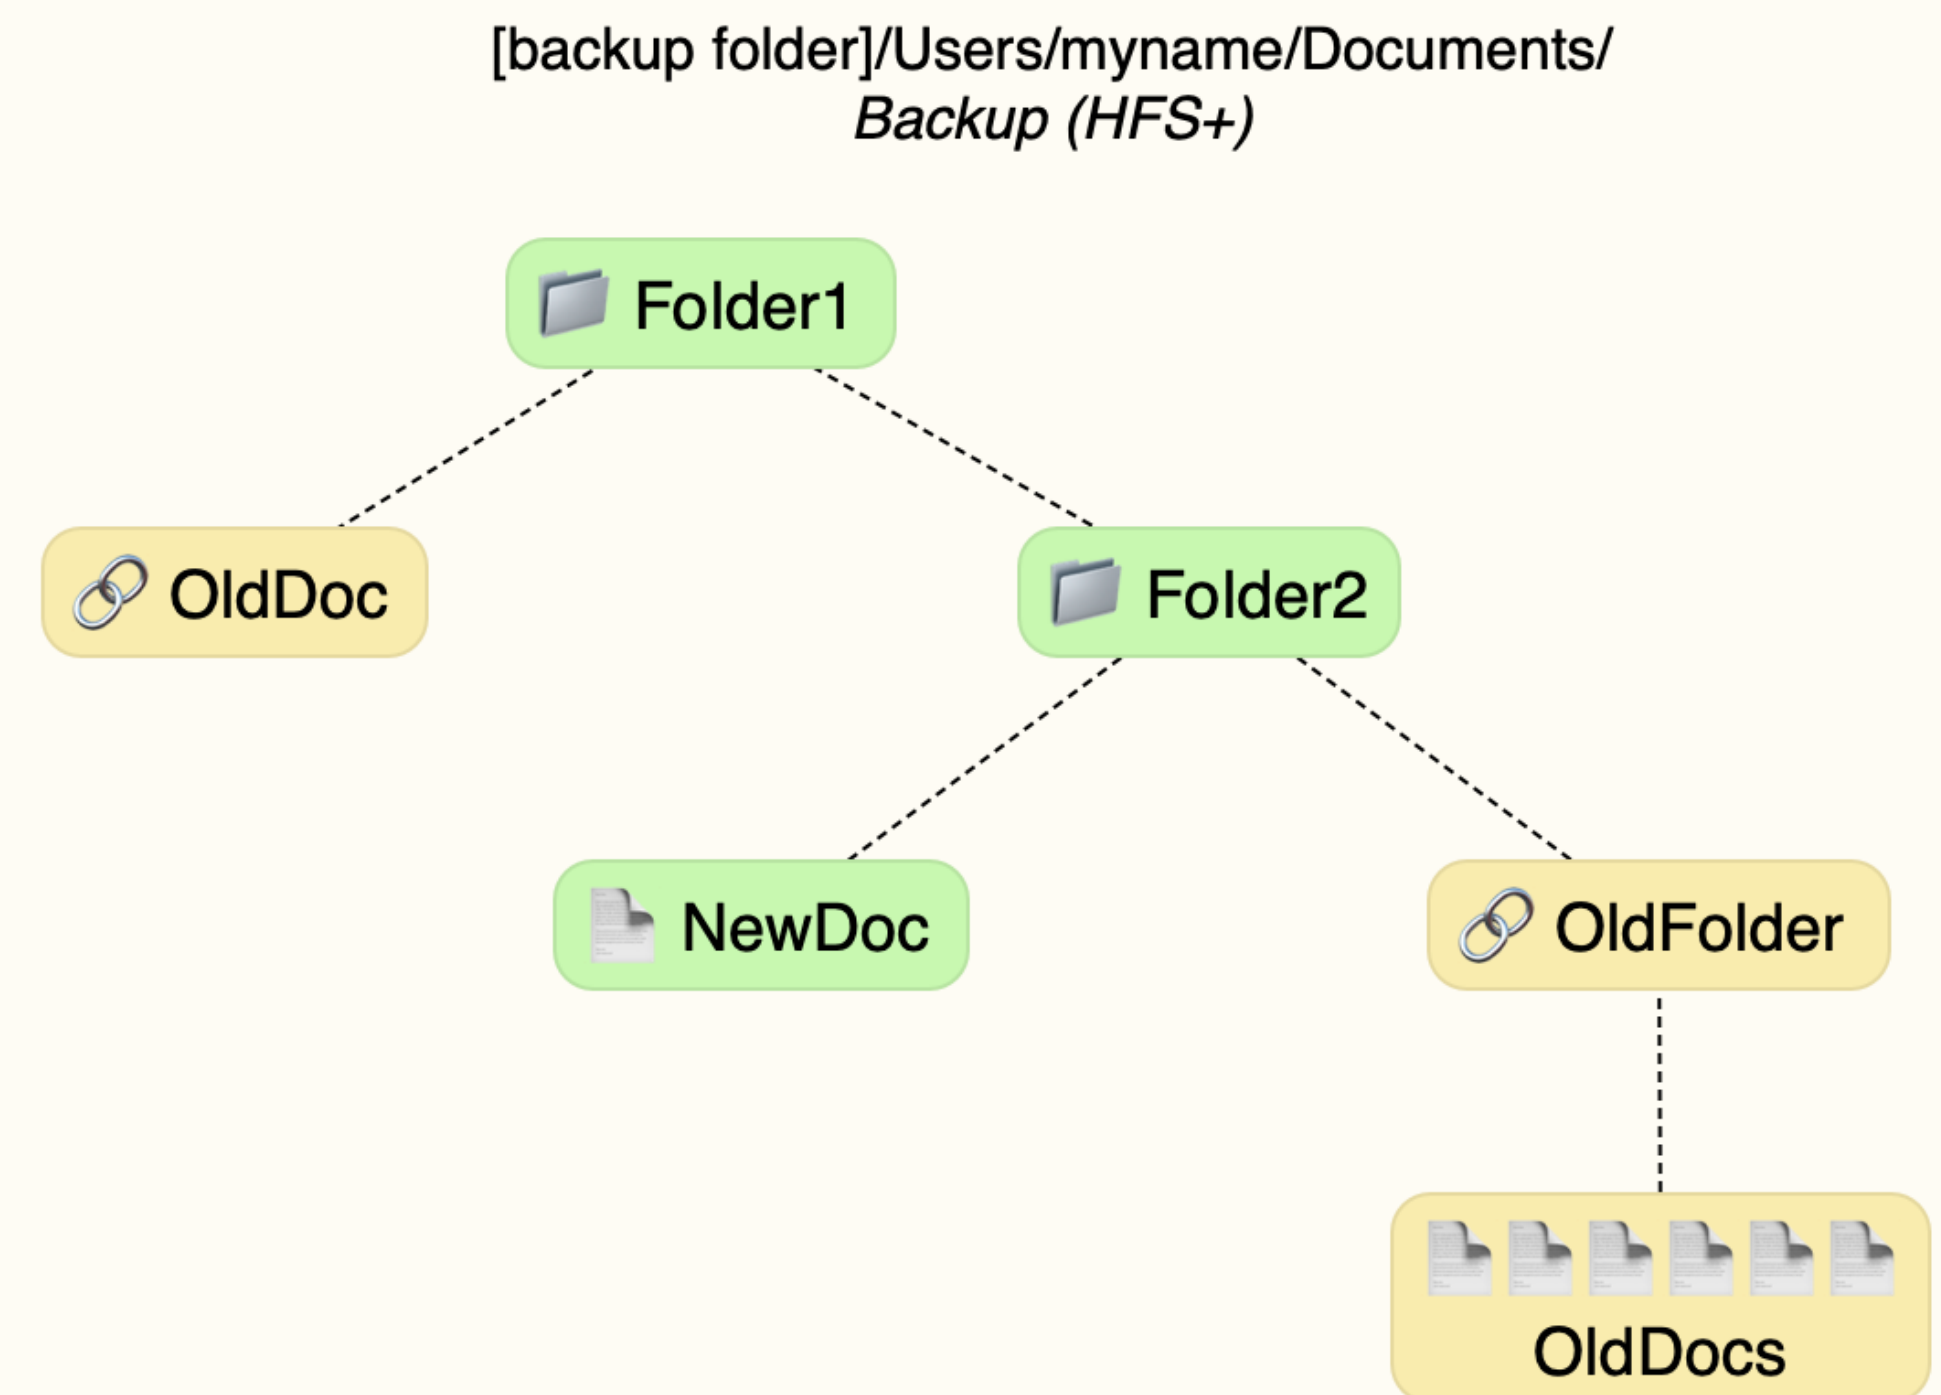 [backup folder]/Users/myname/Documents/
Backup (HFS+)
Folder1
OldDoc
Folder2
NewDoc
OldFolder
OldDocs